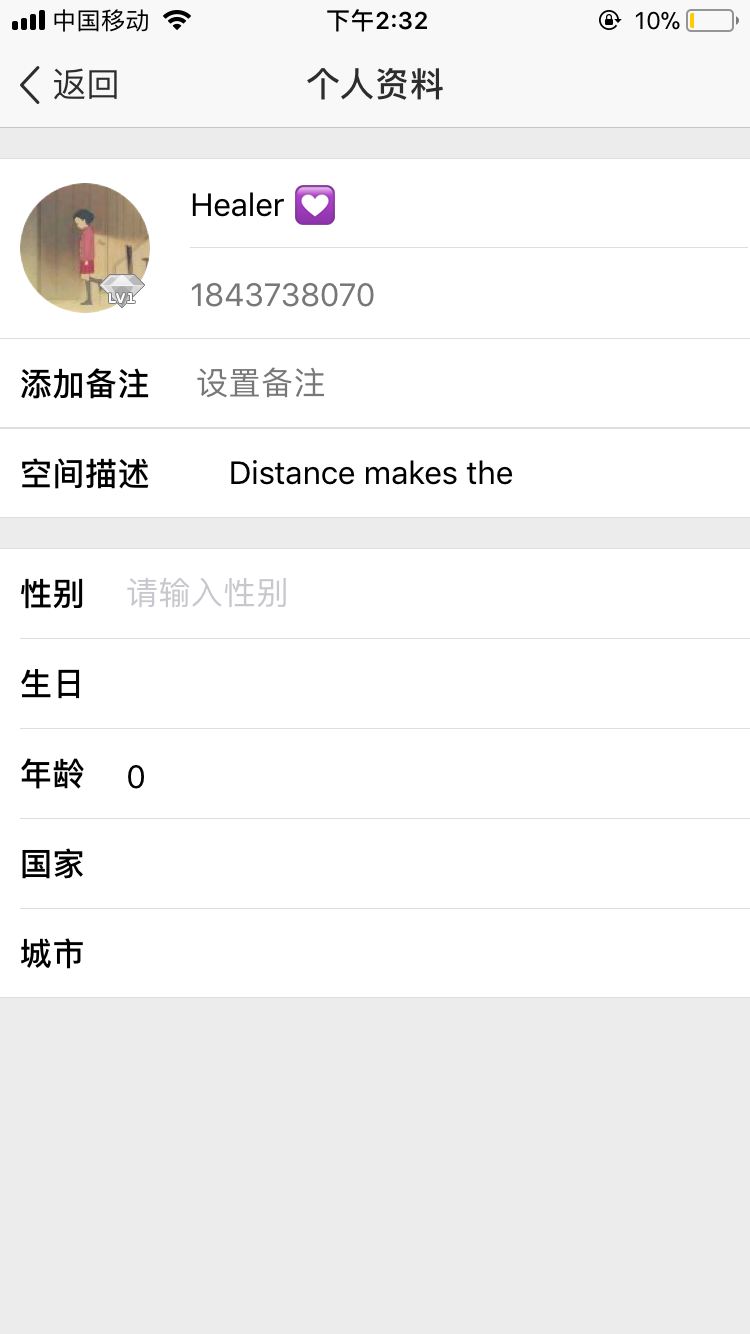 中国移动 下午2:32 10%
返回 个人资料
Healer 💟
LV1
1843738070
添加备注 设置备注
空间描述 Distance makes the
性别 请输入性别
生日
年龄 0
国家
城市